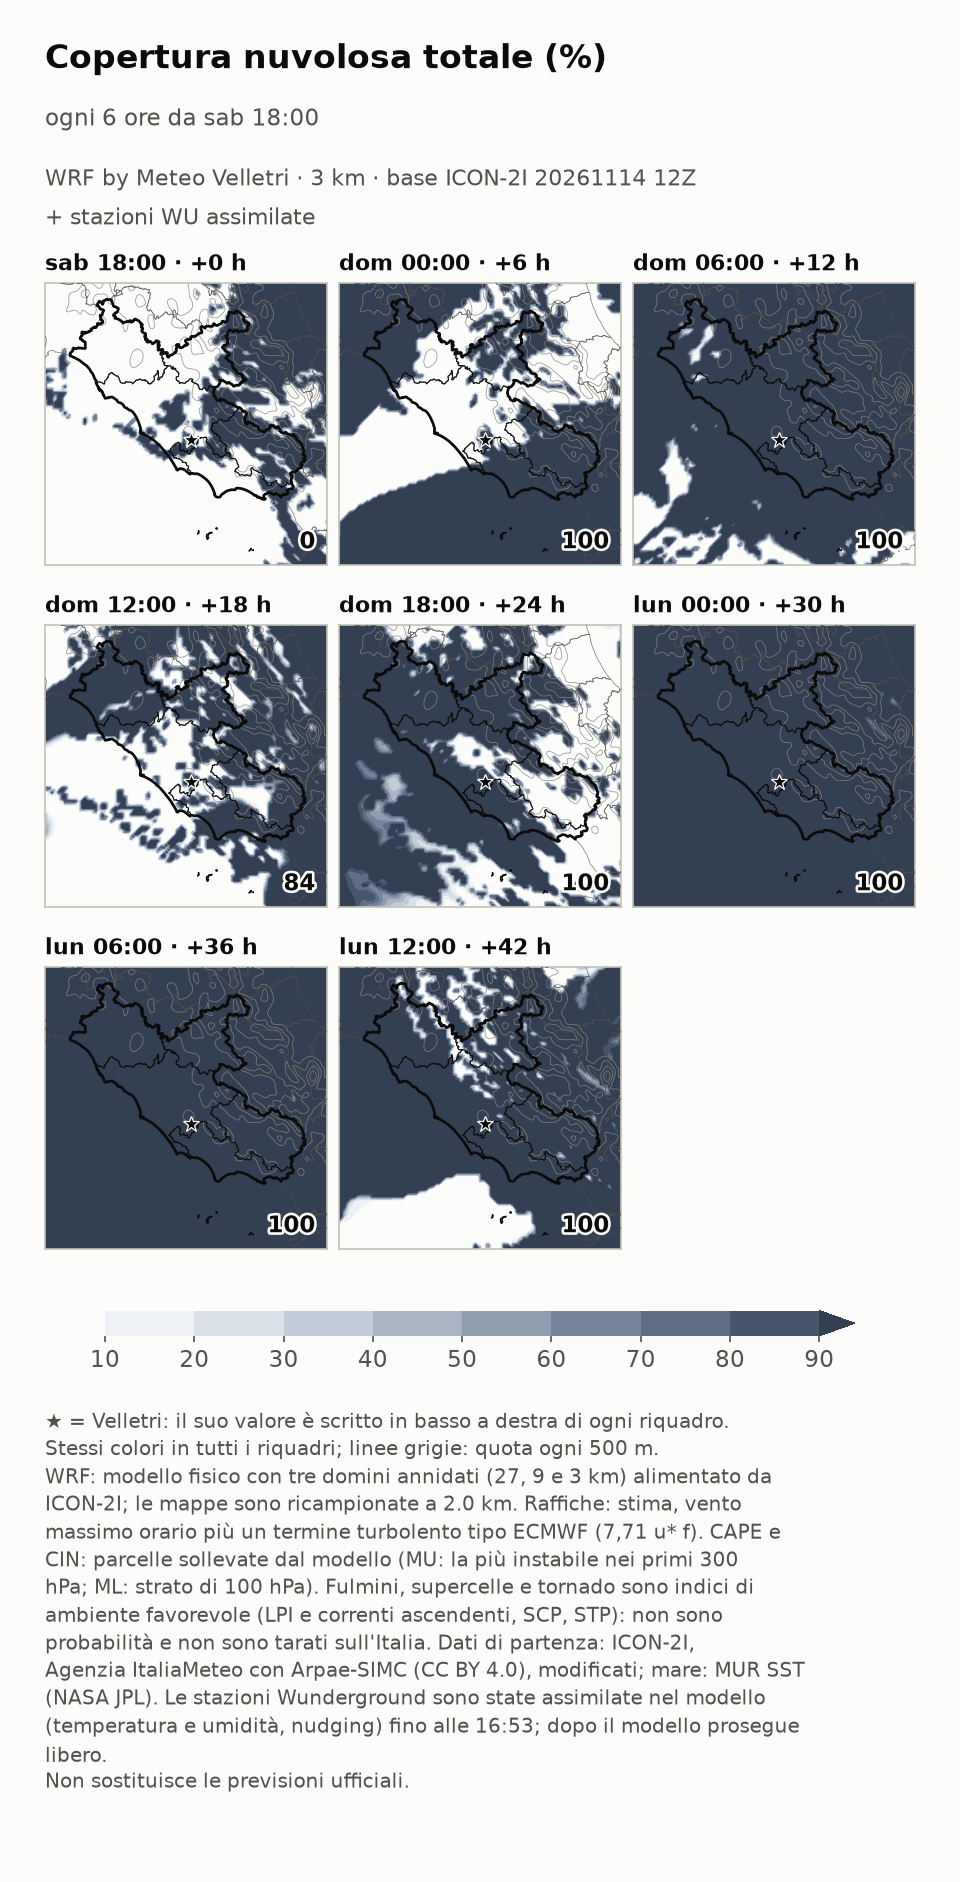 Copertura nuvolosa totale (%)
ogni 6 ore da sab 18:00
WRF by Meteo Velletri · 3 km · base ICON-2I 20261114 12Z
+ stazioni WU assimilate
sab 18:00 · +0 h
dom 00:00 · +6 h
dom 06:00 · +12 h
0
100
100
dom 12:00 · +18 h
dom 18:00 · +24 h
lun 00:00 · +30 h
84
100
100
lun 06:00 · +36 h
lun 12:00 · +42 h
100
100
10 20 30 40 50 60 70 80 90
★ = Velletri: il suo valore è scritto in basso a destra di ogni riquadro.
Stessi colori in tutti i riquadri; linee grigie: quota ogni 500 m.
WRF: modello fisico con tre domini annidati (27, 9 e 3 km) alimentato da
ICON-2I; le mappe sono ricampionate a 2.0 km. Raffiche: stima, vento
massimo orario più un termine turbolento tipo ECMWF (7,71 u* f). CAPE e
CIN: parcelle sollevate dal modello (MU: la più instabile nei primi 300
hPa; ML: strato di 100 hPa). Fulmini, supercelle e tornado sono indici di
ambiente favorevole (LPI e correnti ascendenti, SCP, STP): non sono
probabilità e non sono tarati sull'Italia. Dati di partenza: ICON-2I,
Agenzia ItaliaMeteo con Arpae-SIMC (CC BY 4.0), modificati; mare: MUR SST
(NASA JPL). Le stazioni Wunderground sono state assimilate nel modello
(temperatura e umidità, nudging) fino alle 16:53; dopo il modello prosegue
libero.
Non sostituisce le previsioni ufficiali.